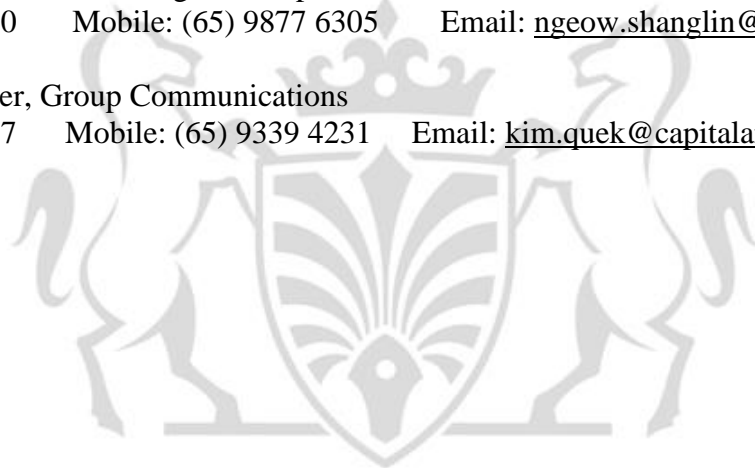 0 Mobile: (65) 9877 6305 Email: ngeow.shanglin@
er, Group Communications
7 Mobile: (65) 9339 4231 Email: kim.quek@capitala